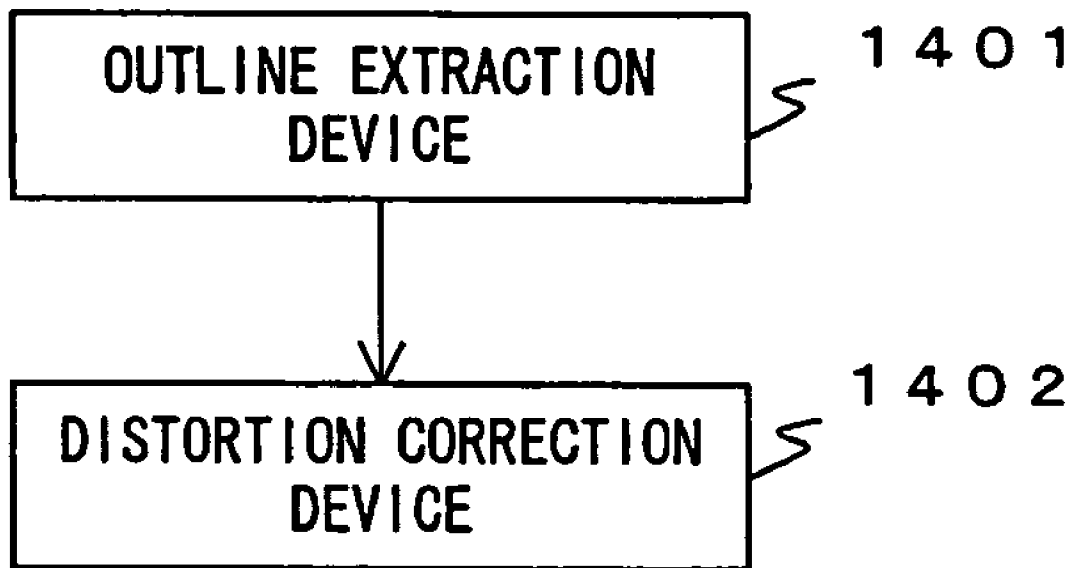 OUTLINE EXTRACTION
DEVICE
1401
DISTORTION CORRECTION
DEVICE
1402